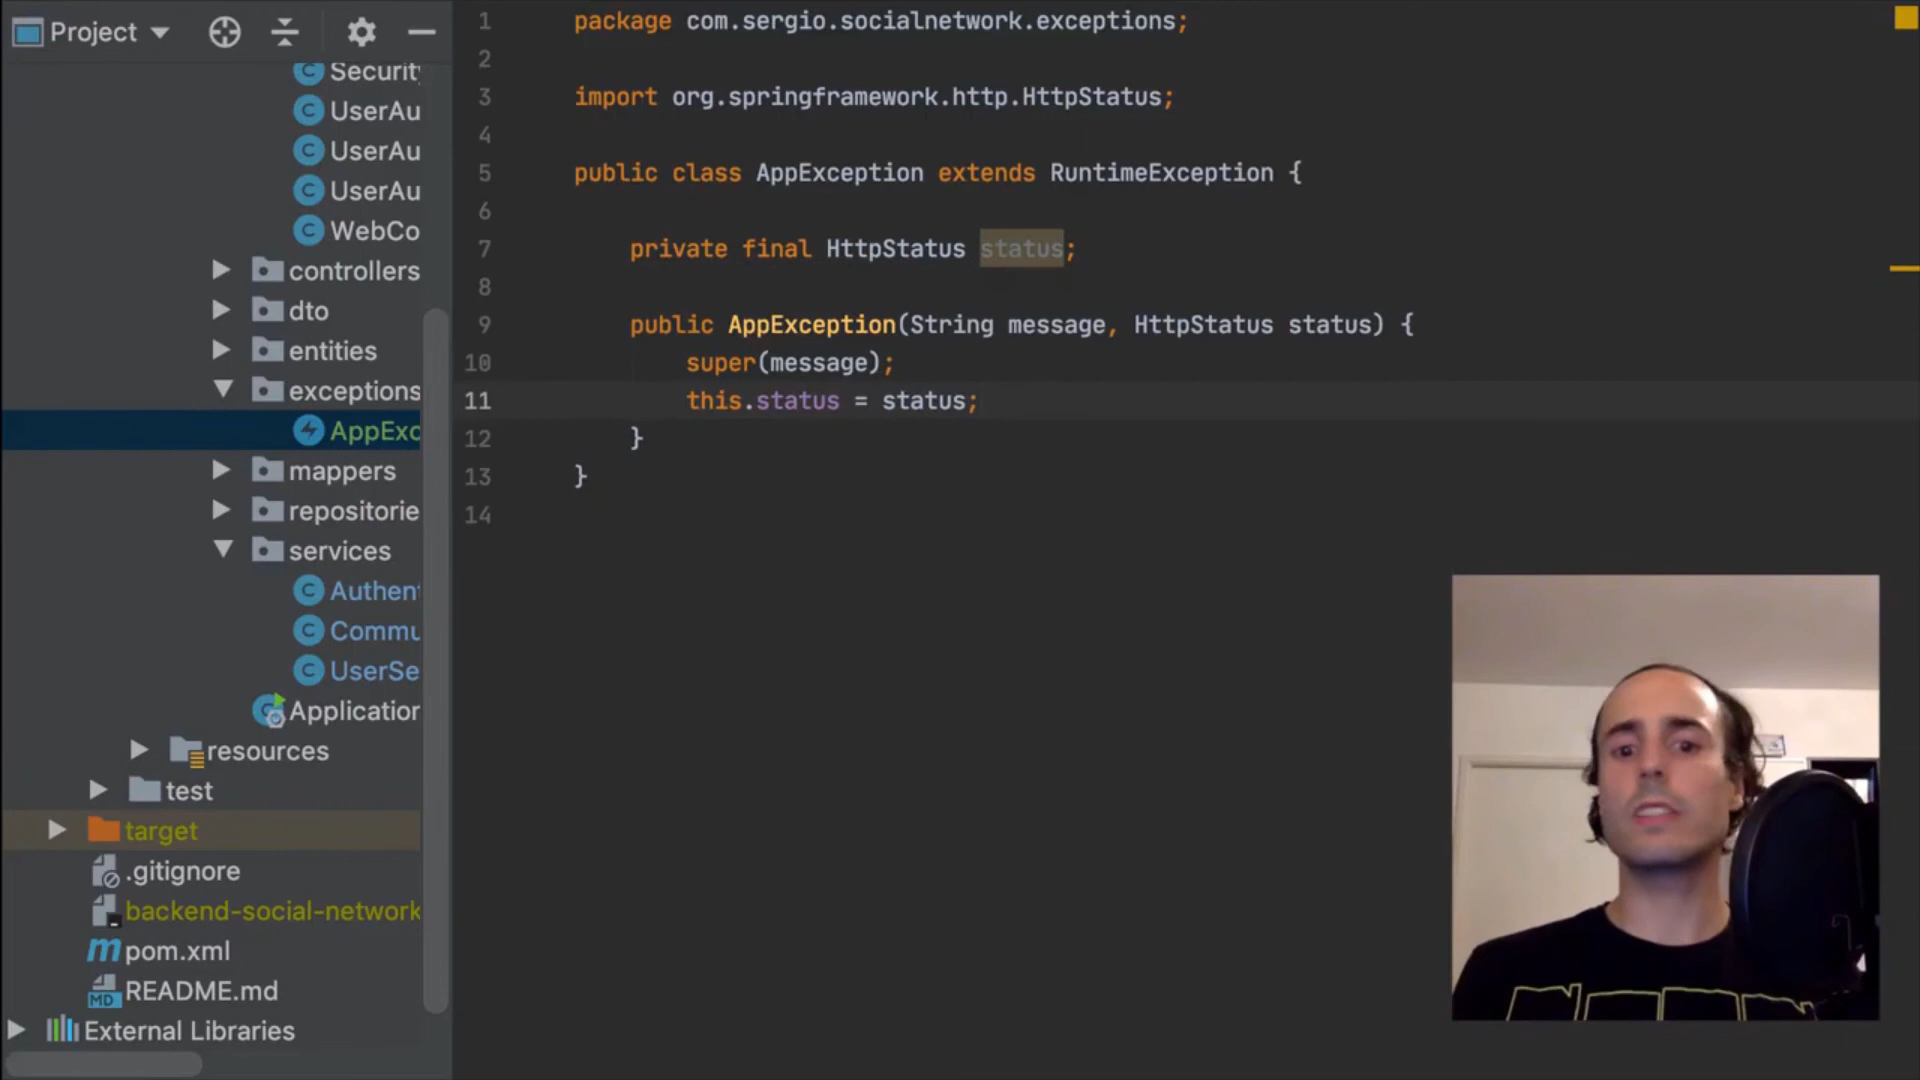 Project
Security
UserAu
UserAu
UserAu
WebCo
controllers
dto
entities
exceptions
AppExc
mappers
repositorie
services
Authent
Commu
UserSe
Application
resources
test
target
.gitignore
backend-social-network
pom.xml
MD README.md
External Libraries
1 package com.sergio.socialnetwork.exceptions;
2
3 import org.springframework.http.HttpStatus;
4
5 public class AppException extends RuntimeException {
6
7 private final HttpStatus status;
8
9 public AppException(String message, HttpStatus status) {
10 super(message);
11 this.status = status;
12 }
13 }
14